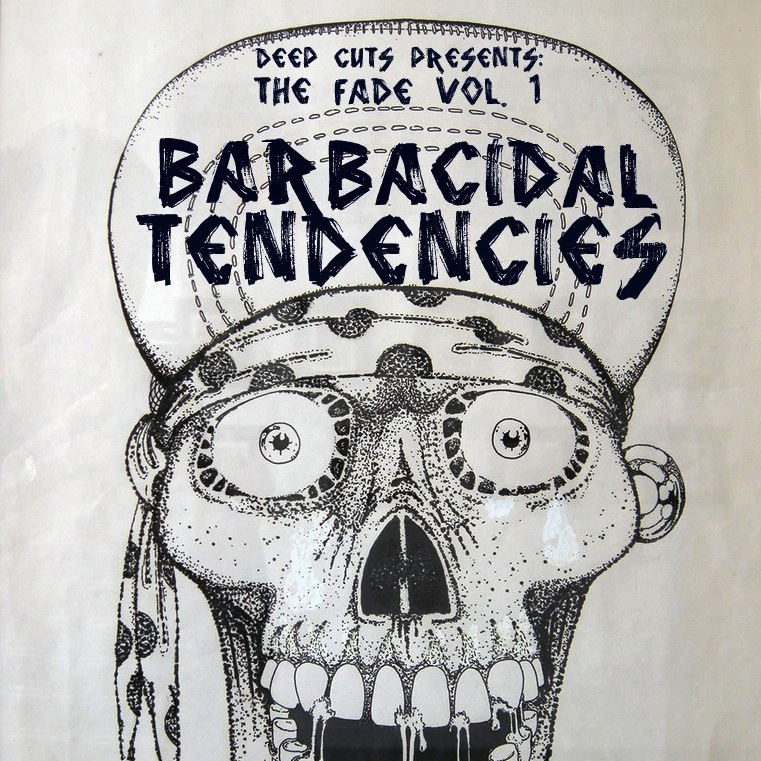 DEEP CUTS PRESENTS:
THE FADE VOL. 1
BARBACIDAL
TENDENCIES